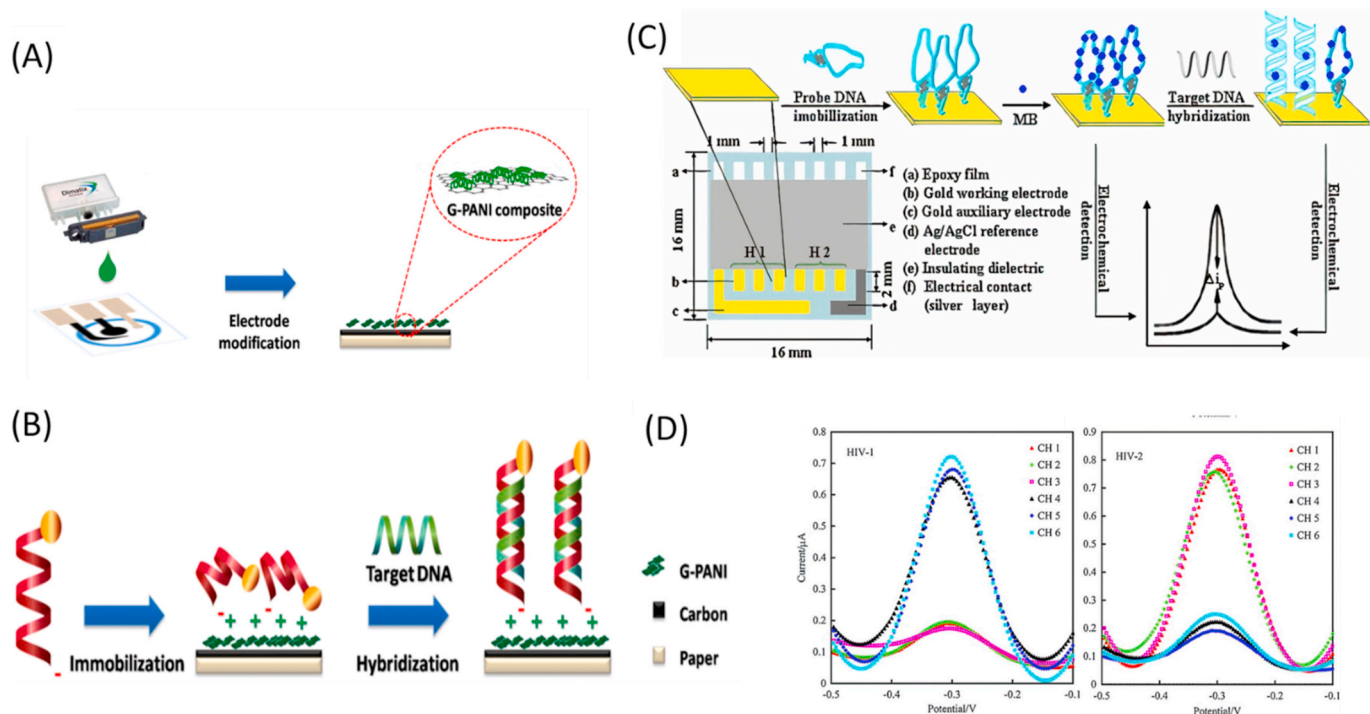 (A)
Dimatix
G-PANI composite
Electrode
modification
(B)
Target DNA
Immobilization
Hybridization
G-PANI
Carbon
Paper
(C)
Probe DNA
imobillization
MB
Target DNA
hybridization
1 mm
1 mm
a
f
(a) Epoxy film
(b) Gold working electrode
(c) Gold auxiliary electrode
(d) Ag/AgCl reference
electrode
(e) Insulating dielectric
(f) Electrical contact
(silver layer)
16 mm
e
H 1
H 2
b
2 mm
c
d
16 mm
Electrochemical
detection
Electrochemical
detection
Δip
(D)
HIV-1
CH 1
CH 2
CH 3
CH 4
CH 5
CH 6
Current/μA
0.8
0.7
0.6
0.5
0.4
0.3
0.2
0.1
0
-0.5
-0.4
-0.3
-0.2
-0.1
Potential/V
HIV-2
CH 1
CH 2
CH 3
CH 4
CH 5
CH 6
0.9
0.8
0.7
0.6
0.5
0.4
0.3
0.2
0.1
0
-0.5
-0.4
-0.3
-0.2
-0.1
Potential/V